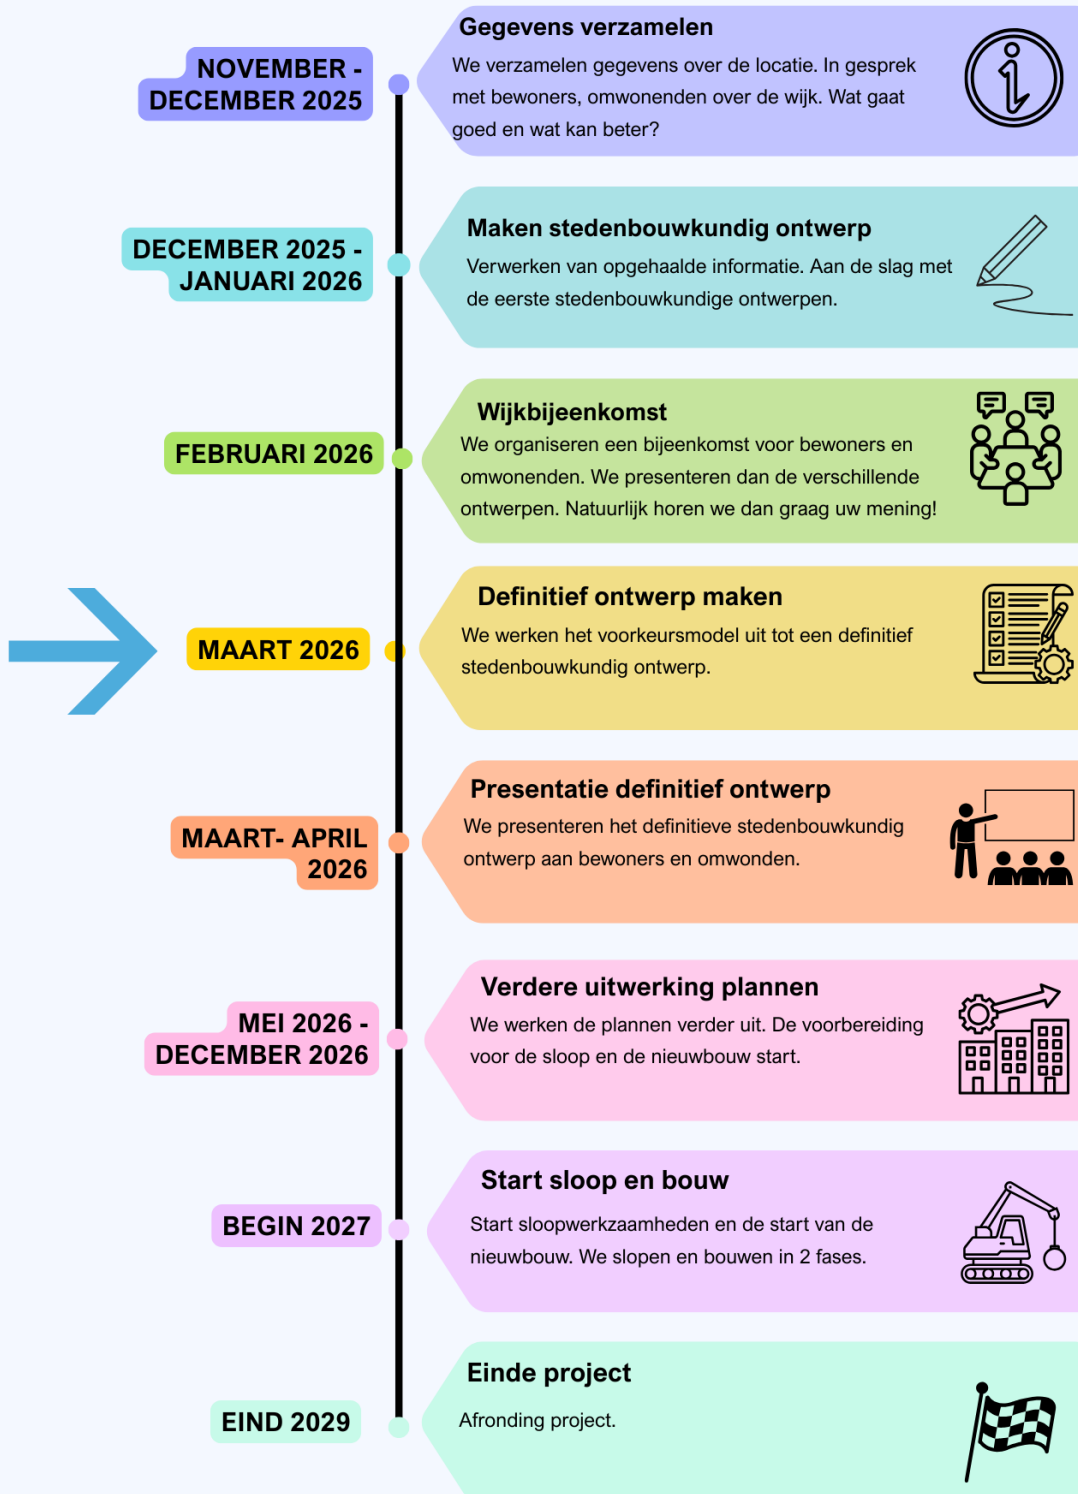 NOVEMBER -
DECEMBER 2025
Gegevens verzamelen
We verzamelen gegevens over de locatie. In gesprek
met bewoners, omwonenden over de wijk. Wat gaat
goed en wat kan beter?
DECEMBER 2025 -
JANUARI 2026
Maken stedenbouwkundig ontwerp
Verwerken van opgehaalde informatie. Aan de slag met
de eerste stedenbouwkundige ontwerpen.
FEBRUARI 2026
Wijkbijeenkomst
We organiseren een bijeenkomst voor bewoners en
omwonenden. We presenteren dan de verschillende
ontwerpen. Natuurlijk horen we dan graag uw mening!
MAART 2026
Definitief ontwerp maken
We werken het voorkeursmodel uit tot een definitief
stedenbouwkundig ontwerp.
MAART- APRIL
2026
Presentatie definitief ontwerp
We presenteren het definitieve stedenbouwkundig
ontwerp aan bewoners en omwonden.
MEI 2026 -
DECEMBER 2026
Verdere uitwerking plannen
We werken de plannen verder uit. De voorbereiding
voor de sloop en de nieuwbouw start.
BEGIN 2027
Start sloop en bouw
Start sloopwerkzaamheden en de start van de
nieuwbouw. We slopen en bouwen in 2 fases.
EIND 2029
Einde project
Afronding project.